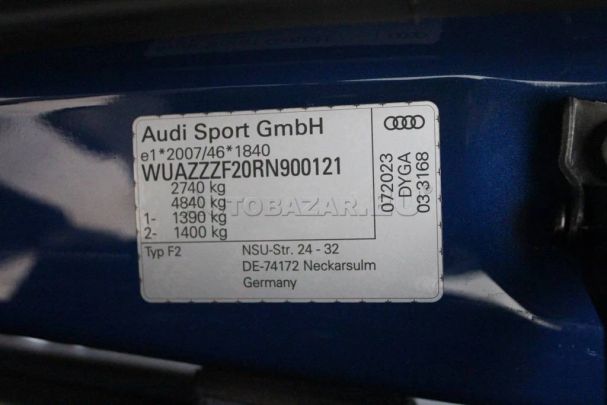 Audi Sport GmbH
e1*2007/46*1840
WUAZZZF20RN900121
2740 kg
4840 kg
1- 1390 kg
2- 1400 kg
Typ F2
NSU-Str. 24 - 32
DE-74172 Neckarsulm
Germany
072023
DYGA
03.3168